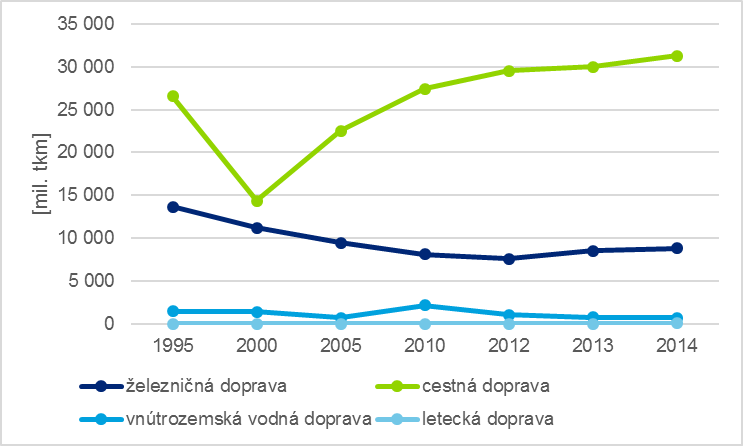 35 000
30 000
25 000
20 000
15 000
10 000
5 000
0
[mil. tkm]
1995 2000 2005 2010 2012 2013 2014
železničná doprava cestná doprava
vnútrozemská vodná doprava letecká doprava